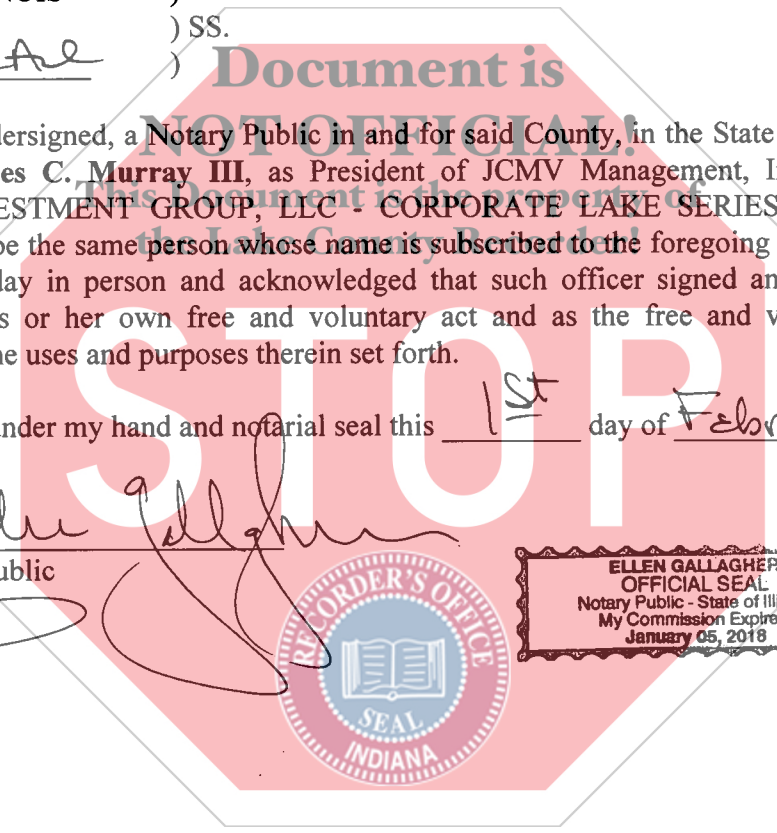 ) SS.
)
Document is
NOT OFFICIAL!
This Document is the property of
the Lake County Recorder!
dersigned, a Notary Public in and for said County, in the State
es C. Murray III, as President of JCMV Management, I
ESTMENT GROUP, LLC - CORPORATE LAKE SERIES
be the same person whose name is subscribed to the foregoing
day in person and acknowledged that such officer signed an
s or her own free and voluntary act and as the free and v
e uses and purposes therein set forth.
STOP
nder my hand and notarial seal this 1st day of Febr
ublic
ELLEN GALLAGHER
OFFICIAL SEAL
Notary Public - State of Illi
My Commission Expire
January 05, 2018
RECORDER'S OFFICE
SEAL
INDIANA